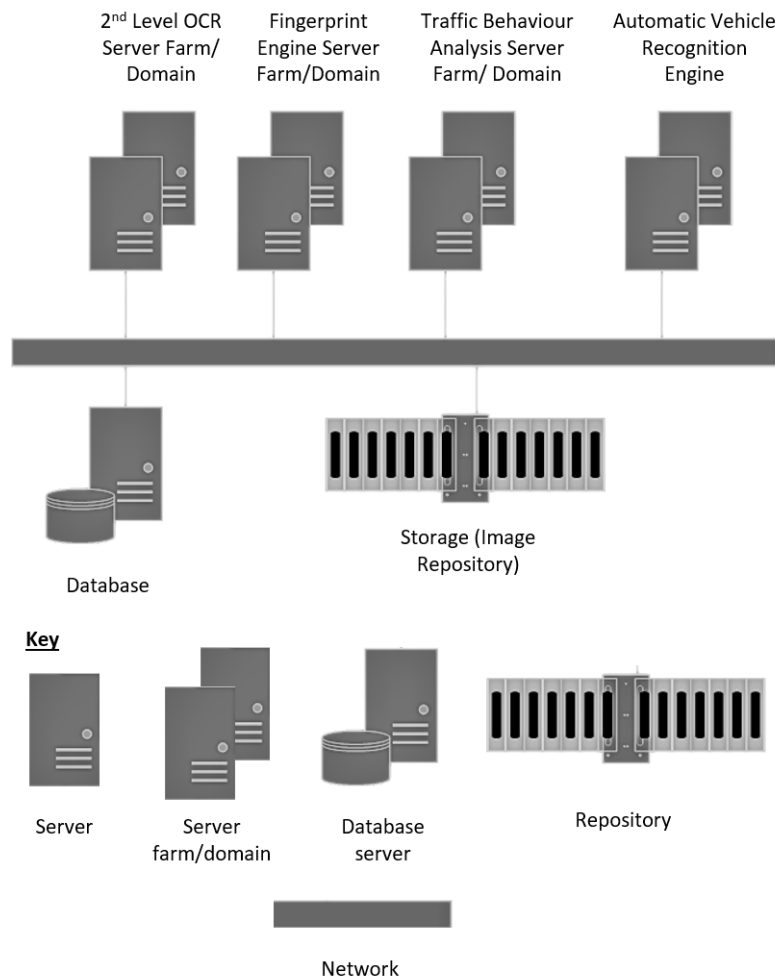 2nd Level OCR
Server Farm/
Domain
Fingerprint
Engine Server
Farm/Domain
Traffic Behaviour
Analysis Server
Farm/ Domain
Automatic Vehicle
Recognition
Engine
Database
Storage (Image
Repository)
Key
Server
Server
farm/domain
Database
server
Repository
Network